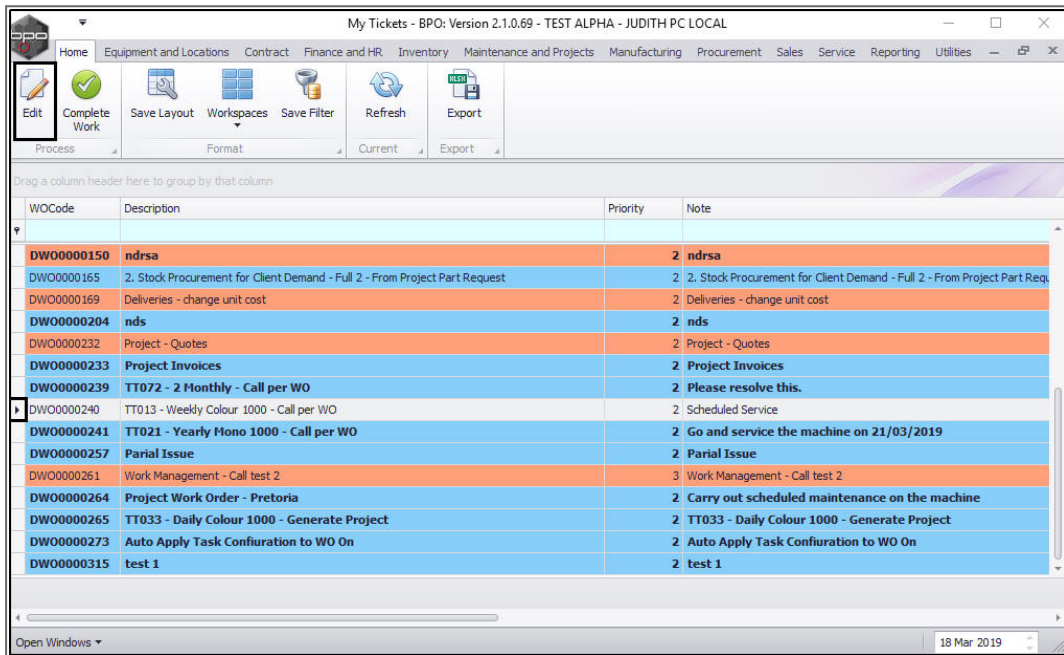 My Tickets - BPO: Version 2.1.0.69 - TEST ALPHA - JUDITH PC LOCAL
bpo
Home Equipment and Locations Contract Finance and HR Inventory Maintenance and Projects Manufacturing Procurement Sales Service Reporting Utilities
Edit Complete Work Save Layout Workspaces Save Filter Refresh Export
XLSX
Process Format Current Export
Drag a column header here to group by that column
WOCode Description Priority Note
DWO0000150 ndrsa 2 ndrsa
DWO0000165 2. Stock Procurement for Client Demand - Full 2 - From Project Part Request 2 2. Stock Procurement for Client Demand - Full 2 - From Project Part Requ
DWO0000169 Deliveries - change unit cost 2 Deliveries - change unit cost
DWO0000204 nds 2 nds
DWO0000232 Project - Quotes 2 Project - Quotes
DWO0000233 Project Invoices 2 Project Invoices
DWO0000239 TT072 - 2 Monthly - Call per WO 2 Please resolve this.
DWO0000240 TT013 - Weekly Colour 1000 - Call per WO 2 Scheduled Service
DWO0000241 TT021 - Yearly Mono 1000 - Call per WO 2 Go and service the machine on 21/03/2019
DWO0000257 Parial Issue 2 Parial Issue
DWO0000261 Work Management - Call test 2 3 Work Management - Call test 2
DWO0000264 Project Work Order - Pretoria 2 Carry out scheduled maintenance on the machine
DWO0000265 TT033 - Daily Colour 1000 - Generate Project 2 TT033 - Daily Colour 1000 - Generate Project
DWO0000273 Auto Apply Task Confiuration to WO On 2 Auto Apply Task Confiuration to WO On
DWO0000315 test 1 2 test 1
Open Windows 18 Mar 2019